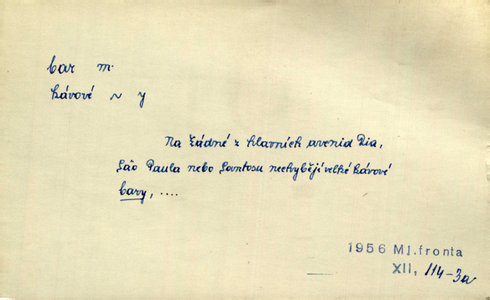 bar m.
kávové ~ y
Na žádné z hlavních avenid Ria,
São Paula nebo Santosu nechybějí velké kávové
bary, ....
1956 Ml.fronta
XII, 114-3a